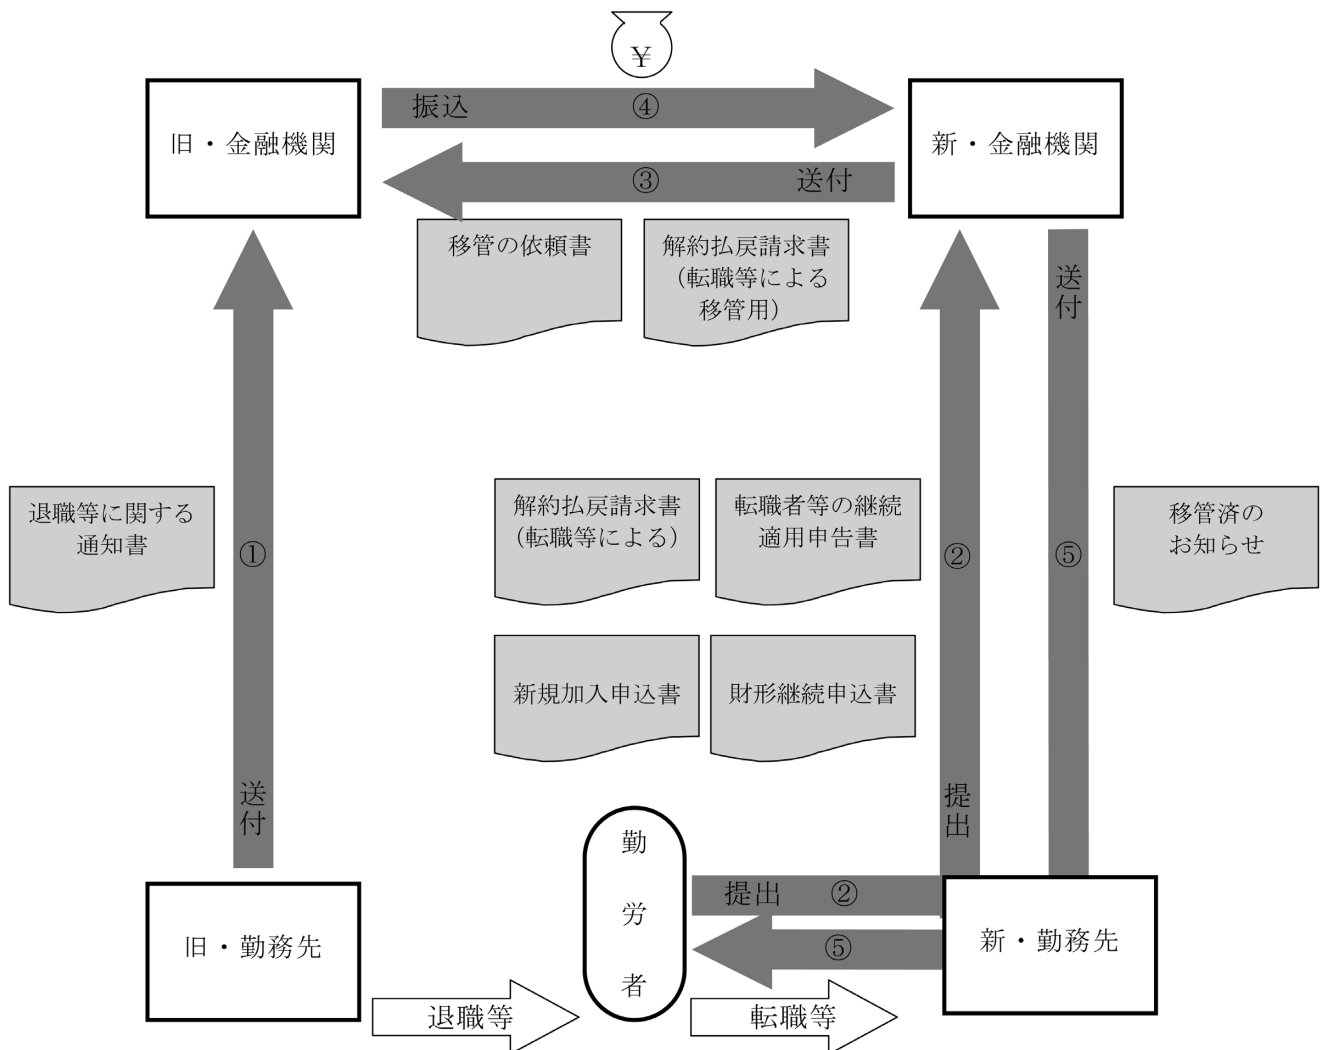 ¥
振込 ④
旧・金融機関
新・金融機関
③ 送付
移管の依頼書
解約払戻請求書
（転職等による
移管用）
送付
退職等に関する
通知書
①
送付
解約払戻請求書
（転職等による）
転職者等の継続
適用申告書
新規加入申込書
財形継続申込書
②
提出
⑤
移管済の
お知らせ
勤労者
提出 ②
⑤
旧・勤務先
新・勤務先
退職等
転職等